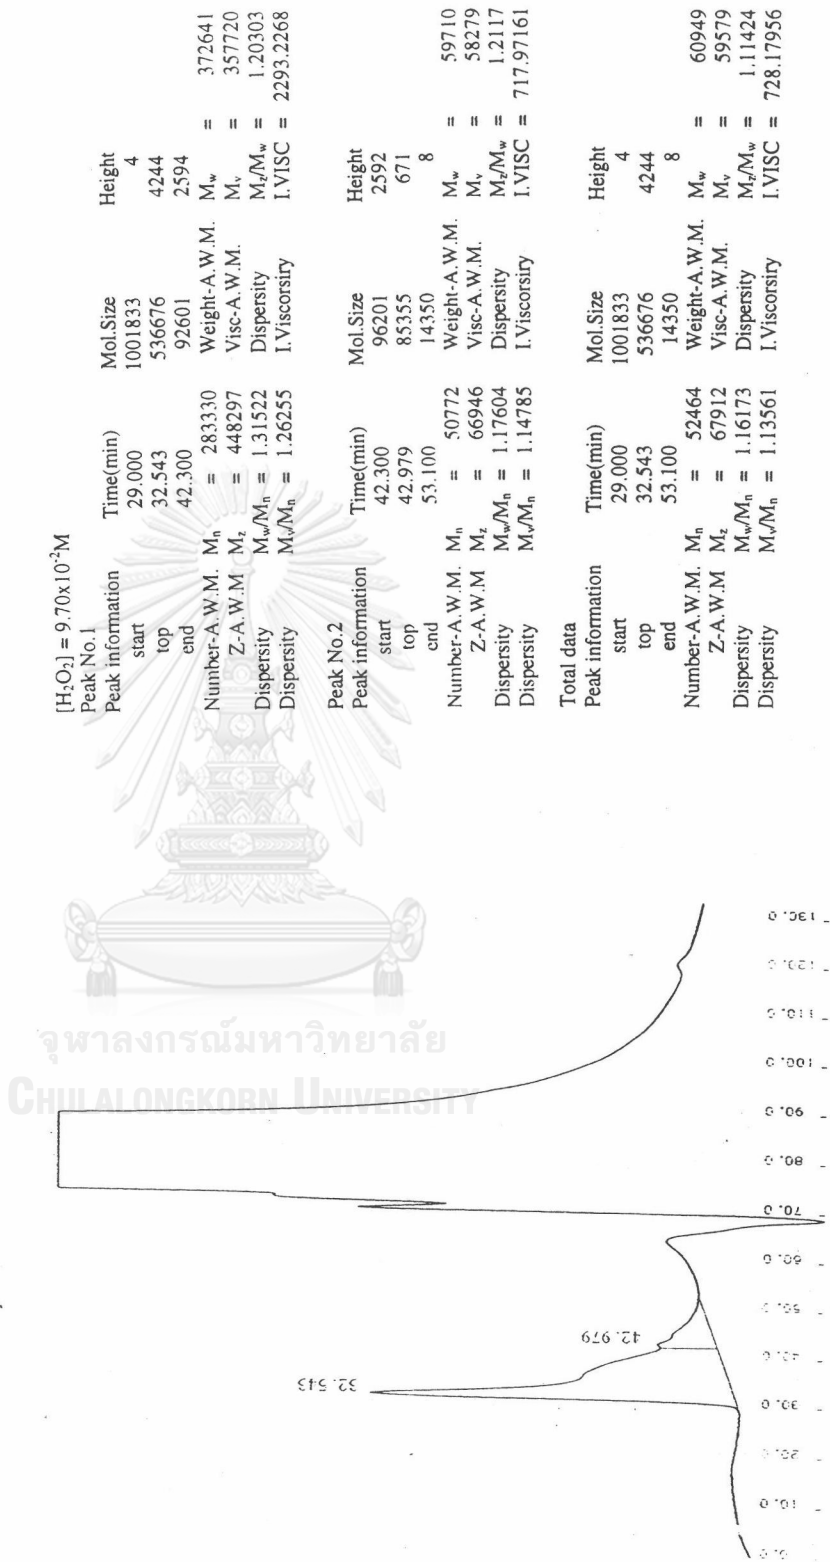 [H₂O₂] = 9.70x10⁻²M
Peak No.1
Peak information Time(min) Mol.Size Height
start 29.000 1001833 4
top 32.543 536676 4244
end 42.300 92601 2594
Number-A.W.M. Mₙ = 283330 Weight-A.W.M. M_w = 372641
Z-A.W.M M_z = 448297 Visc-A.W.M. M_v = 357720
Dispersity M_w/Mₙ = 1.31522 Dispersity M_z/M_w = 1.20303
Dispersity M_v/Mₙ = 1.26255 I.Viscorsiry I.VISC = 2293.2268
Peak No.2
Peak information Time(min) Mol.Size Height
start 42.300 96201 2592
top 42.979 85355 671
end 53.100 14350 8
Number-A.W.M. Mₙ = 50772 Weight-A.W.M. M_w = 59710
Z-A.W.M M_z = 66946 Visc-A.W.M. M_v = 58279
Dispersity M_w/Mₙ = 1.17604 Dispersity M_z/M_w = 1.2117
Dispersity M_v/Mₙ = 1.14785 I.Viscorsiry I.VISC = 717.97161
Total data
Peak information Time(min) Mol.Size Height
start 29.000 1001833 4
top 32.543 536676 4244
end 53.100 14350 8
Number-A.W.M. Mₙ = 52464 Weight-A.W.M. M_w = 60949
Z-A.W.M M_z = 67912 Visc-A.W.M. M_v = 59579
Dispersity M_w/Mₙ = 1.16173 Dispersity M_z/M_w = 1.11424
Dispersity M_v/Mₙ = 1.13561 I.Viscorsiry I.VISC = 728.17956
32.543
42.979
0.0
10.0
20.0
30.0
40.0
50.0
60.0
70.0
80.0
90.0
100.0
110.0
120.0
130.0
จุฬาลงกรณ์มหาวิทยาลัย
CHULALONGKORN UNIVERSITY